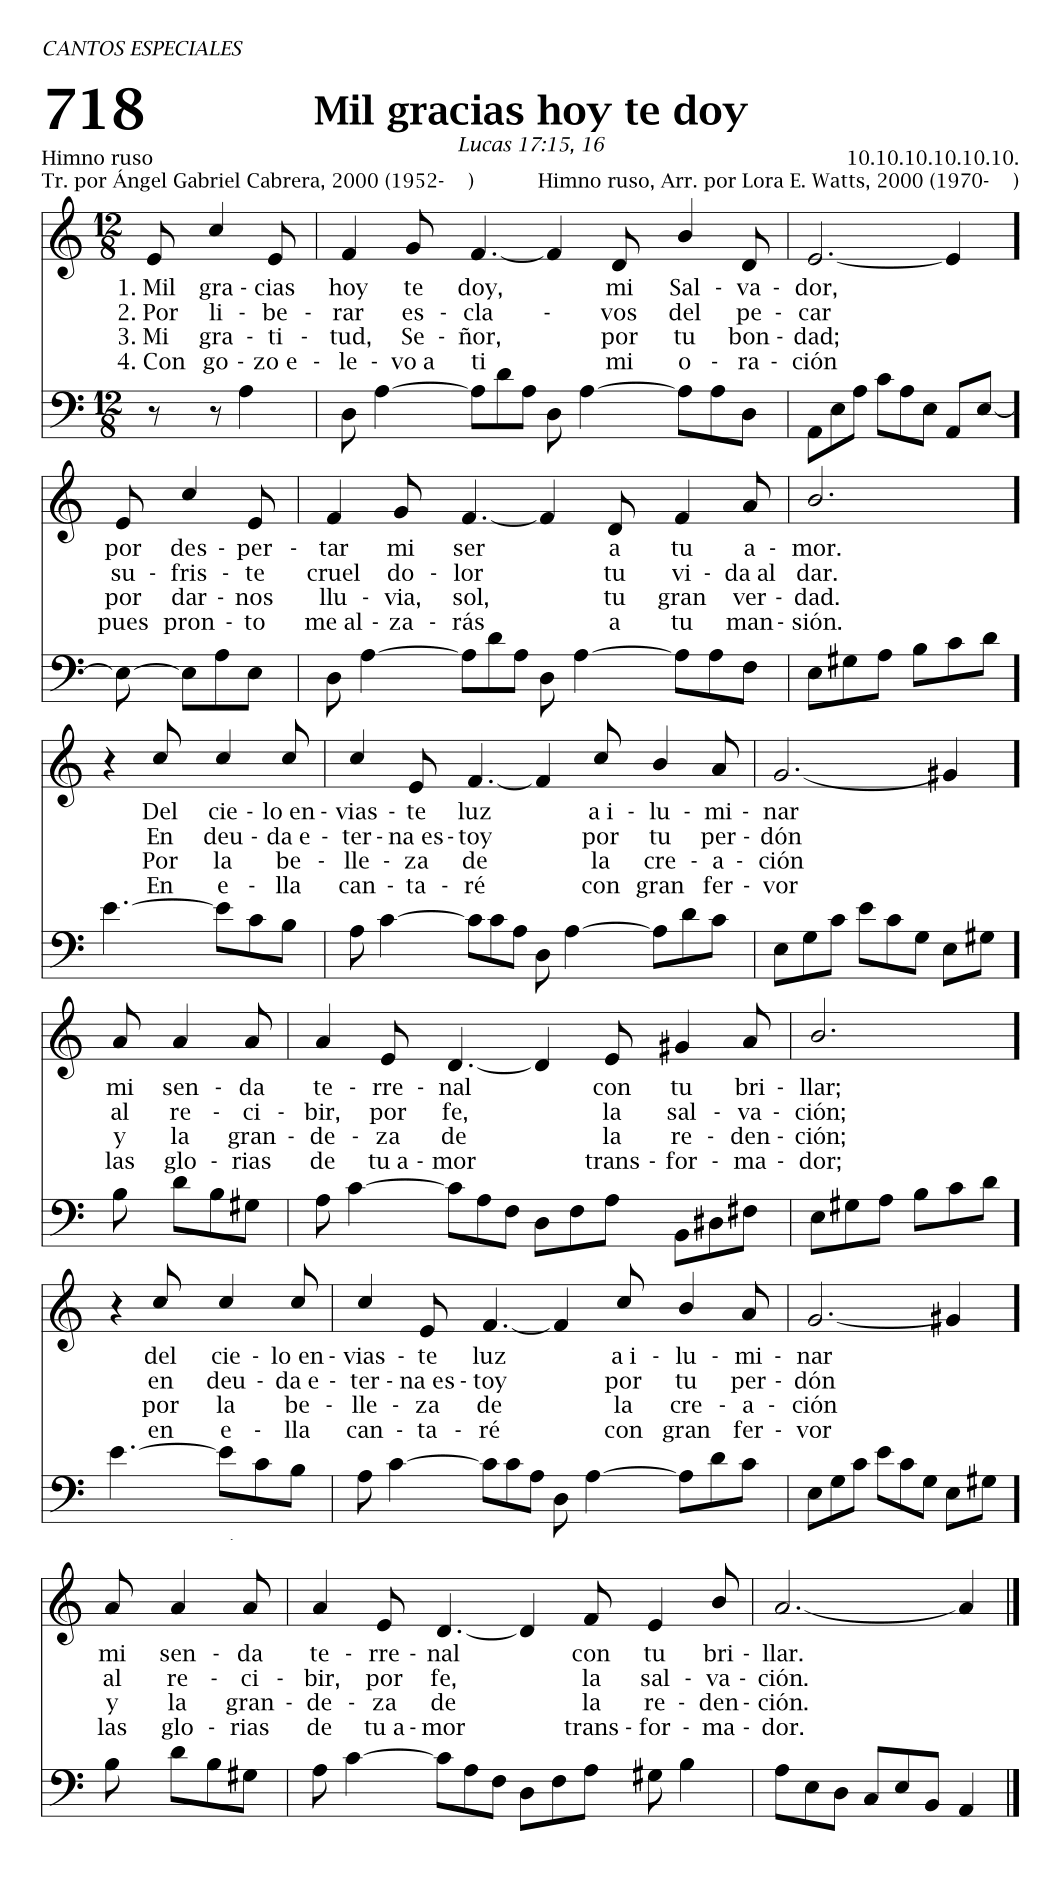 CANTOS ESPECIALES
718
Mil gracias hoy te doy
Lucas 17:15, 16
Himno ruso
10.10.10.10.10.10.
Tr. por Ángel Gabriel Cabrera, 2000 (1952-    )
Himno ruso, Arr. por Lora E. Watts, 2000 (1970-    )
12
8
1. Mil gra - cias hoy te doy, mi Sal - va - dor,
2. Por li - be - rar es - cla - vos del pe - car
3. Mi gra - ti - tud, Se - ñor, por tu bon - dad;
4. Con go - zo e - le - vo a ti mi o - ra - ción
12
8
por des - per - tar mi ser a tu a - mor.
su - fris - te cruel do - lor tu vi - da al dar.
por dar - nos llu - via, sol, tu gran ver - dad.
pues pron - to me al - za - rás a tu man - sión.
Del cie - lo en - vias - te luz a i - lu - mi - nar
En deu - da e - ter - na es - toy por tu per - dón
Por la be - lle - za de la cre - a - ción
En e - lla can - ta - ré con gran fer - vor
mi sen - da te - rre - nal con tu bri - llar;
al re - ci - bir, por fe, la sal - va - ción;
y la gran - de - za de la re - den - ción;
las glo - rias de tu a - mor trans - for - ma - dor;
del cie - lo en - vias - te luz a i - lu - mi - nar
en deu - da e - ter - na es - toy por tu per - dón
por la be - lle - za de la cre - a - ción
en e - lla can - ta - ré con gran fer - vor
mi sen - da te - rre - nal con tu bri - llar.
al re - ci - bir, por fe, la sal - va - ción.
y la gran - de - za de la re - den - ción.
las glo - rias de tu a - mor trans - for - ma - dor.